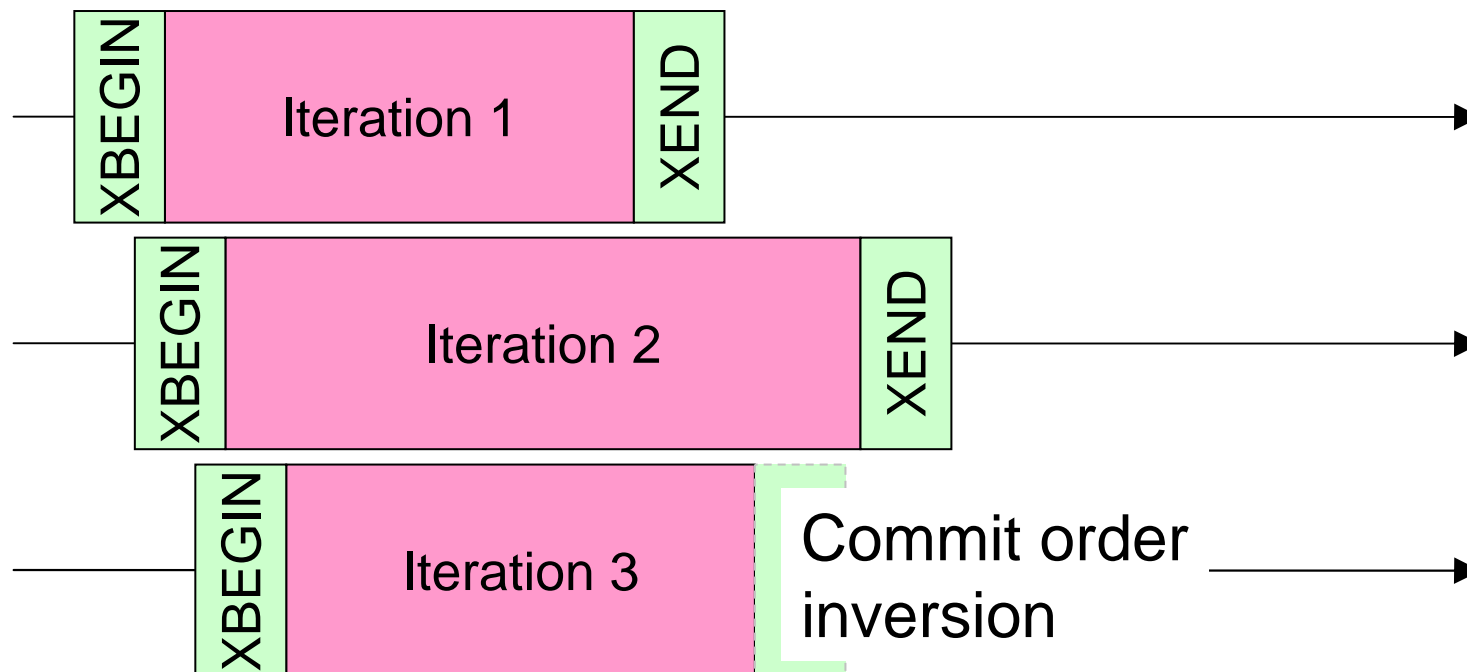 XBEGIN
Iteration 1
XEND
XBEGIN
Iteration 2
XEND
XBEGIN
Iteration 3
Commit order
inversion